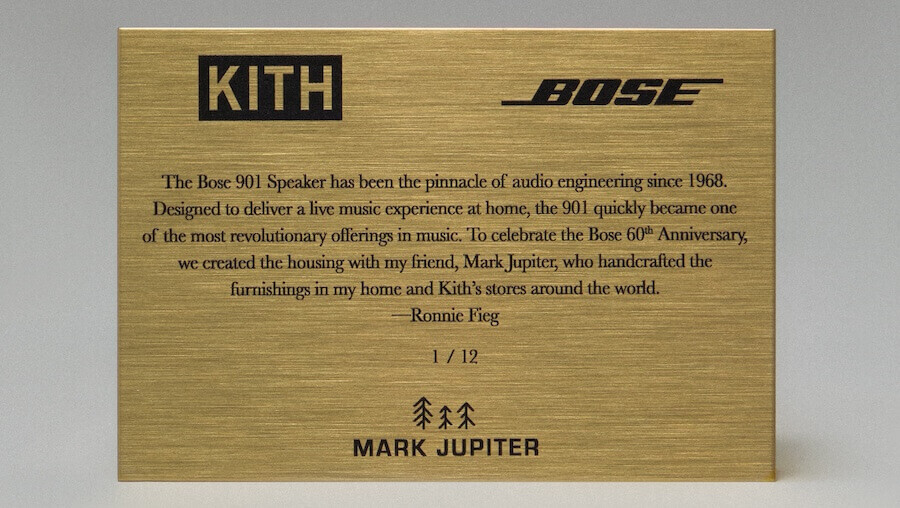 KITH
BOSE
The Bose 901 Speaker has been the pinnacle of audio engineering since 1968.
Designed to deliver a live music experience at home, the 901 quickly became one
of the most revolutionary offerings in music. To celebrate the Bose 60th Anniversary,
we created the housing with my friend, Mark Jupiter, who handcrafted the
furnishings in my home and Kith’s stores around the world.
—Ronnie Fieg
1 / 12
MARK JUPITER